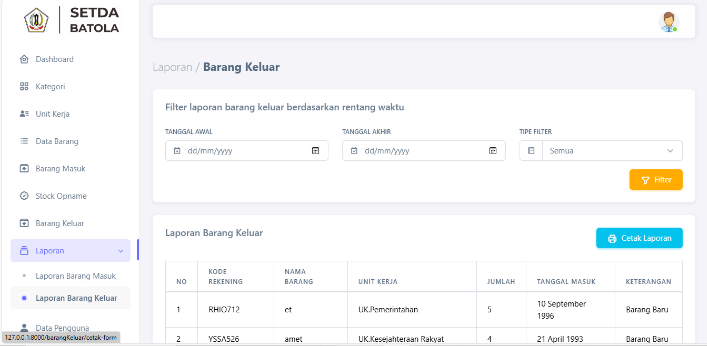 SETDA
BATOLA
Dashboard
Kategori
Unit Kerja
Data Barang
Barang Masuk
Stock Opname
Barang Keluar
Laporan
Laporan Barang Masuk
Laporan Barang Keluar
Data Pengguna
127.0.0.1:8000/barangKeluar/cetak-form
Laporan / Barang Keluar
Filter laporan barang keluar berdasarkan rentang waktu
TANGGAL AWAL TANGGAL AKHIR TIPE FILTER
dd/mm/yyyy dd/mm/yyyy Semua
Filter
Laporan Barang Keluar
Cetak Laporan
NO KODE REKENING NAMA BARANG UNIT KERJA JUMLAH TANGGAL MASUK KETERANGAN
1 RHIO712 et UK.Pemerintahan 5 10 September 1996 Barang Baru
2 YSSA526 amet UK.Kesejahteraan Rakyat 4 21 April 1993 Barang Baru